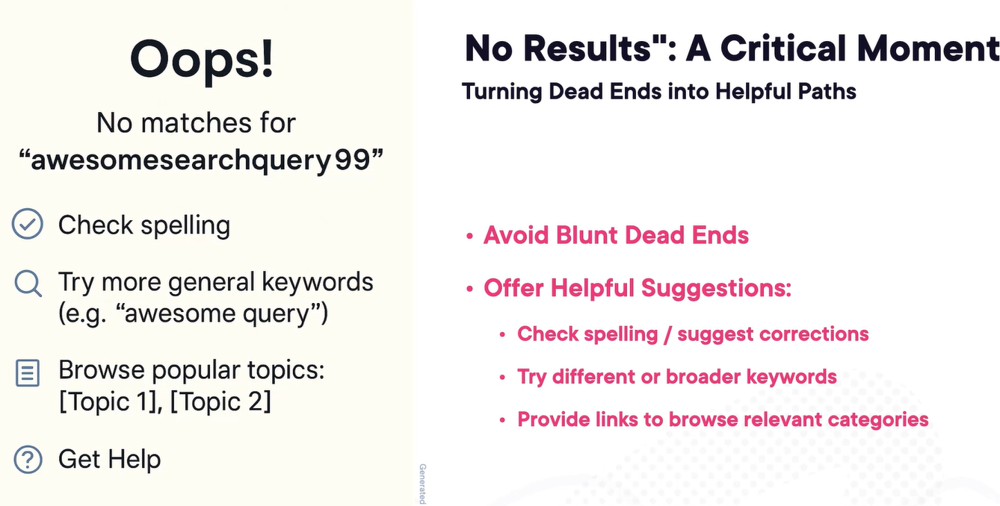 Oops!
No matches for
“awesomesearchquery99”
Check spelling
Try more general keywords
(e.g. “awesome query”)
Browse popular topics:
[Topic 1], [Topic 2]
Get Help
Generated
No Results": A Critical Moment
Turning Dead Ends into Helpful Paths
• Avoid Blunt Dead Ends
• Offer Helpful Suggestions:
• Check spelling / suggest corrections
• Try different or broader keywords
• Provide links to browse relevant categories